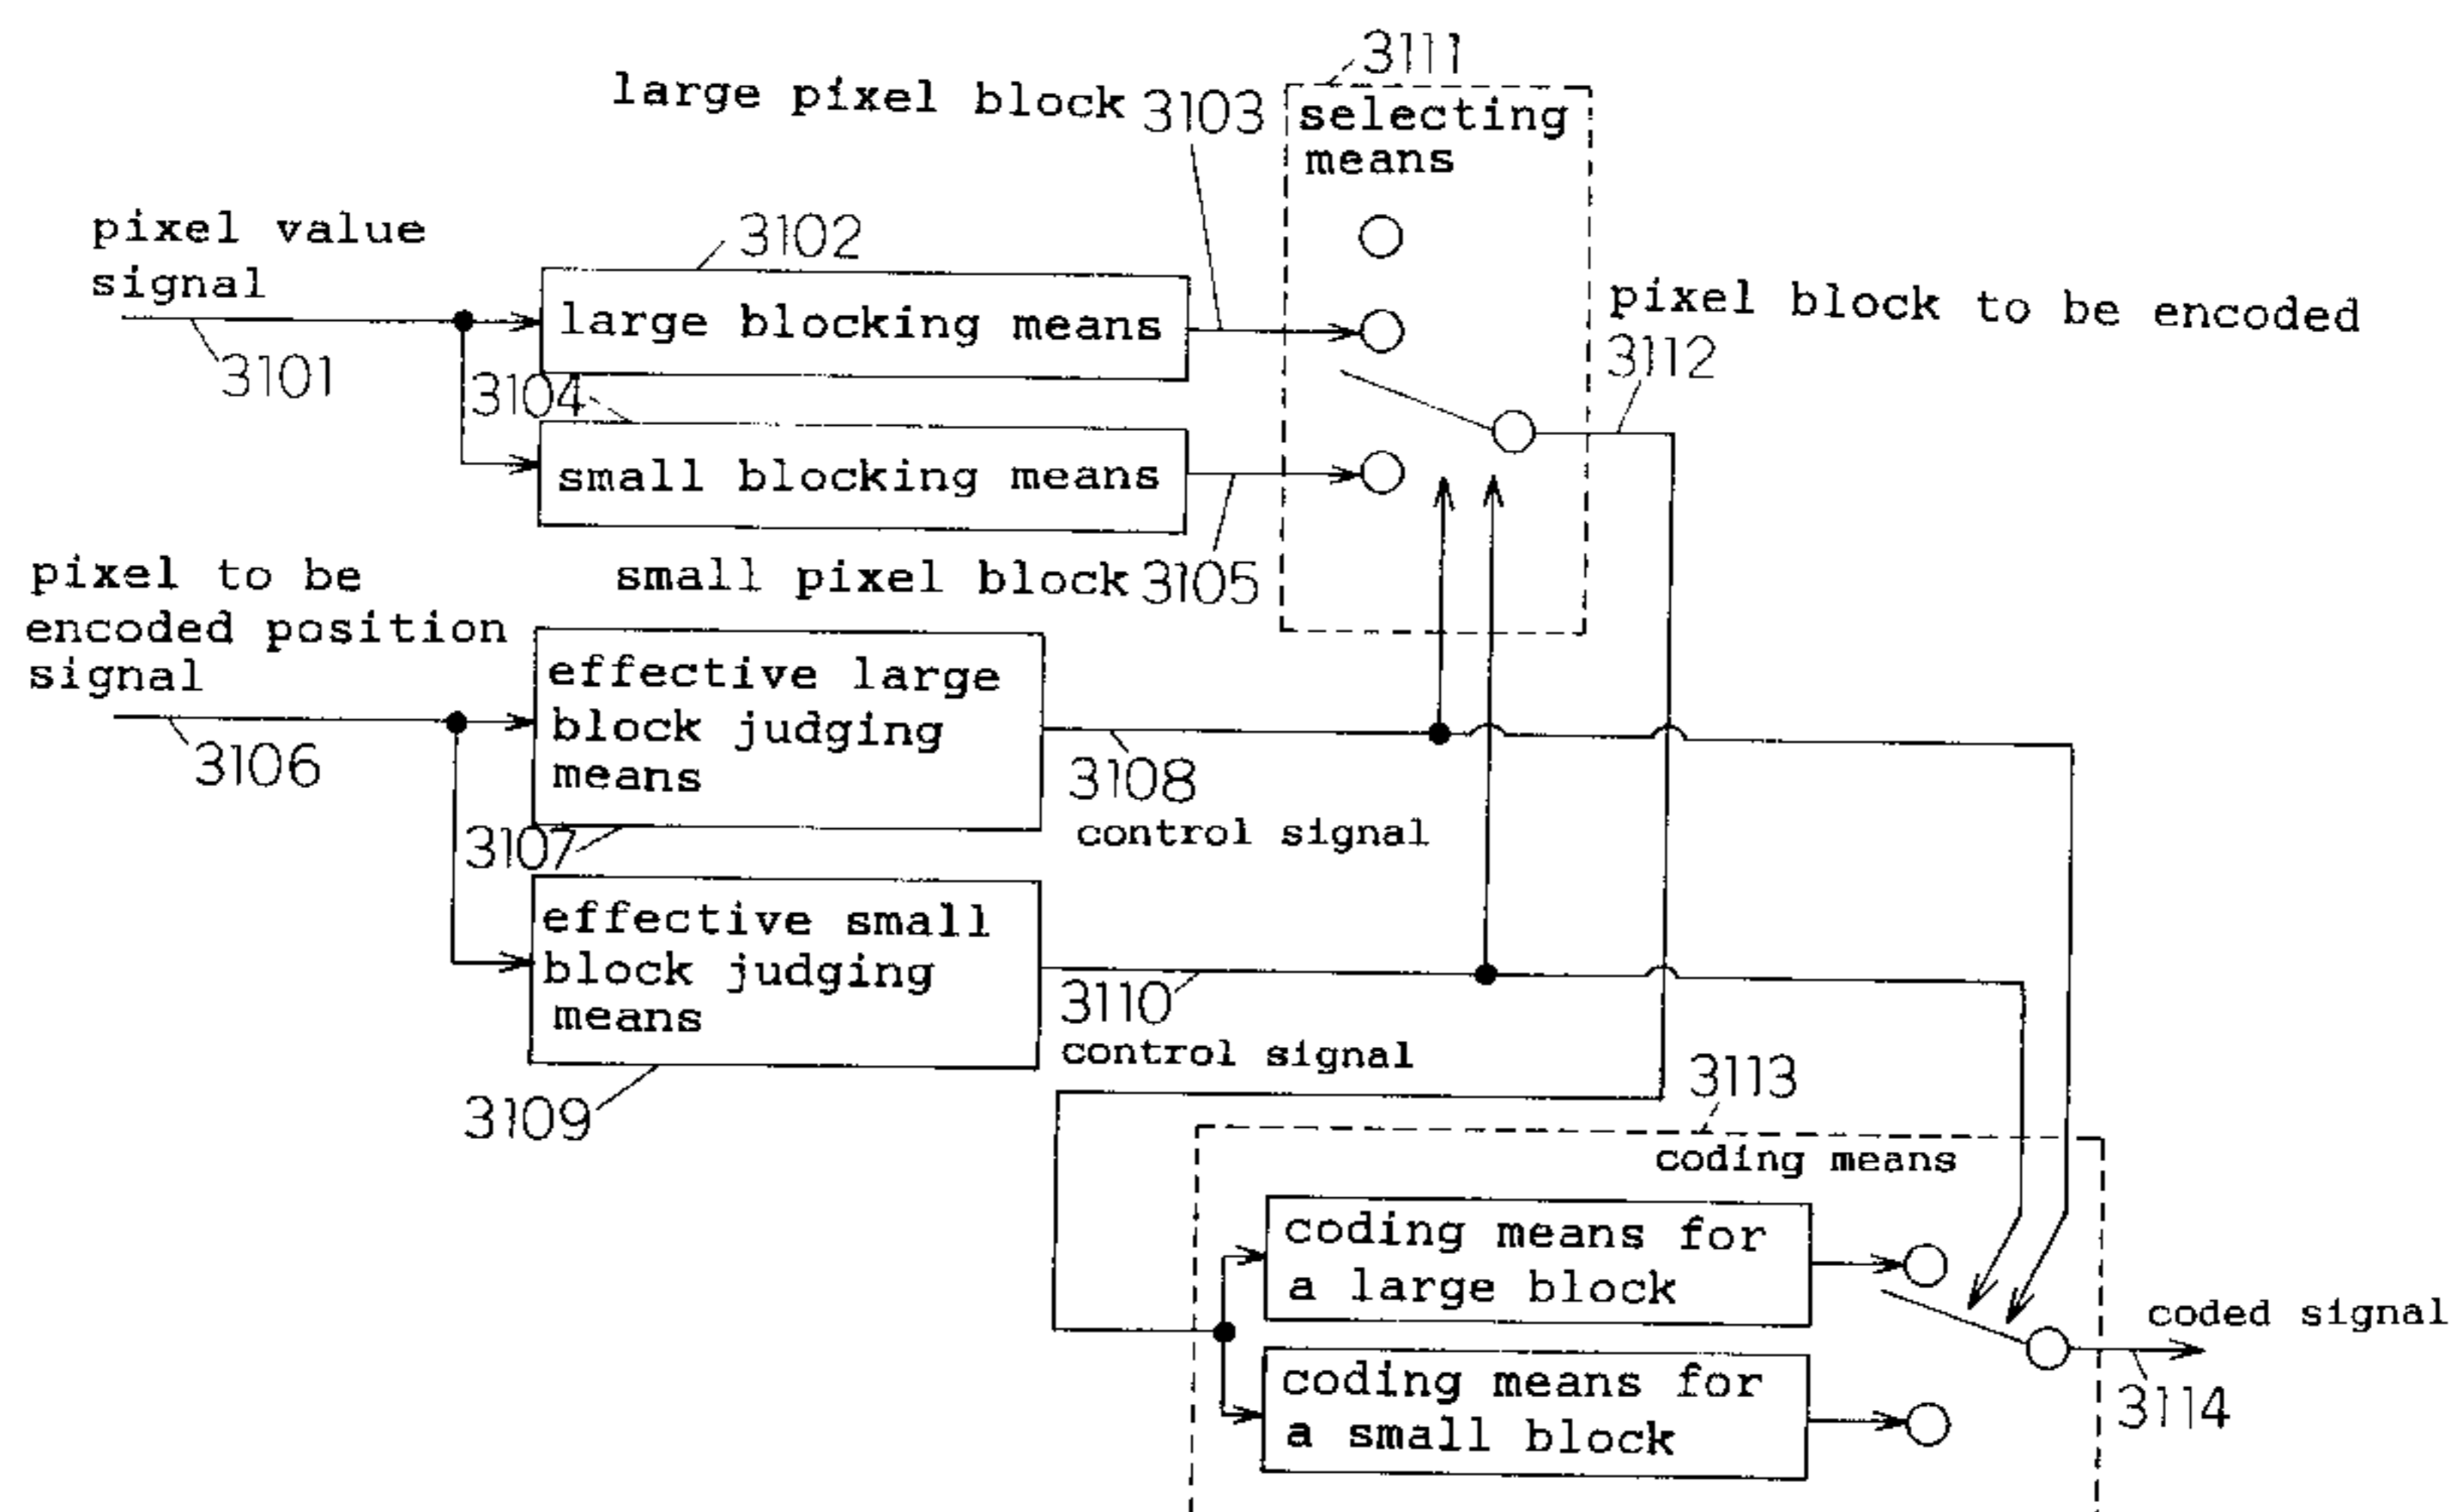 3111
large pixel block 3103
selecting
means
pixel value
signal
3102
large blocking means
3101
pixel block to be encoded
3112
3104
small blocking means
small pixel block 3105
pixel to be
encoded position
signal
effective large
block judging
means
3106
3107
3108
control signal
effective small
block judging
means
3109
3110
control signal
3113
coding means
coding means for
a large block
coding means for
a small block
coded signal
3114